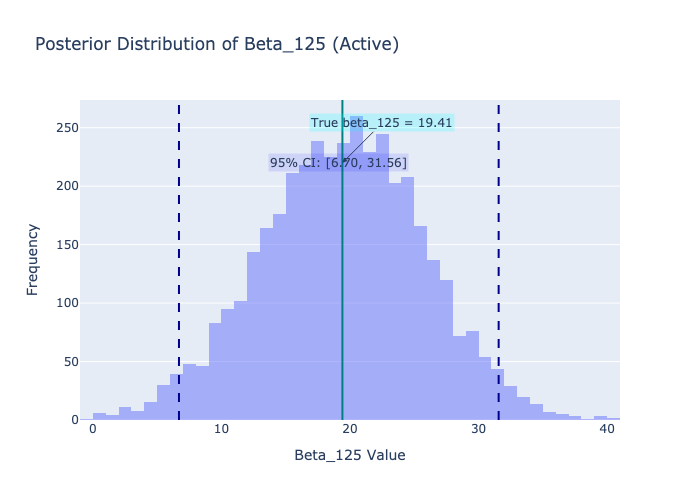 Posterior Distribution of Beta_125 (Active)
True beta_125 = 19.41
95% CI: [6.70, 31.56]
Frequency
250
200
150
100
50
0
0 10 20 30 40
Beta_125 Value